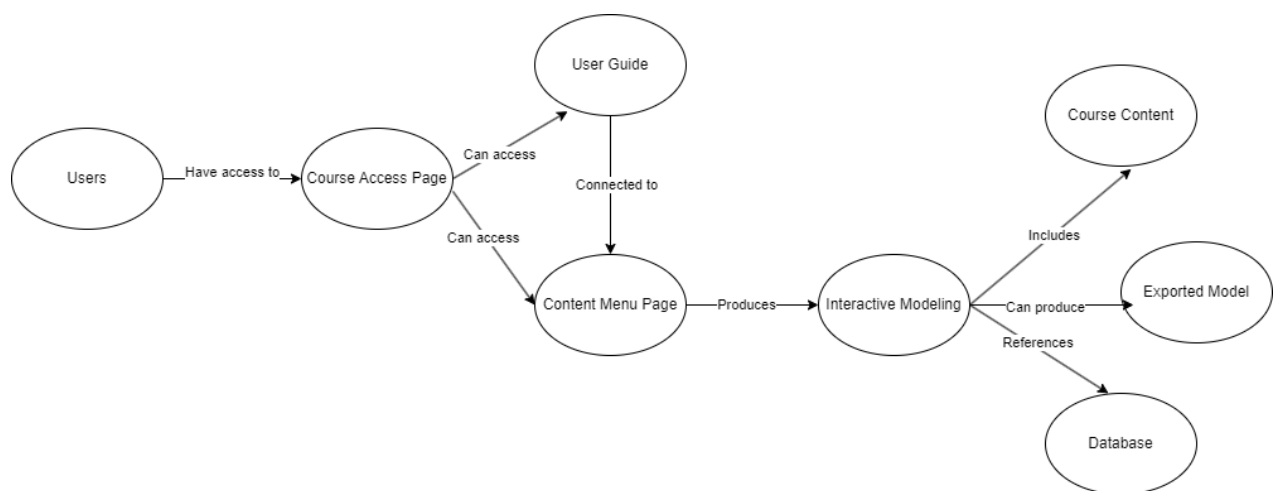 User Guide
Course Content
Can access
Have access to
Users
Course Access Page
Connected to
Can access
Includes
Content Menu Page
Produces
Interactive Modeling
Can produce
Exported Model
References
Database